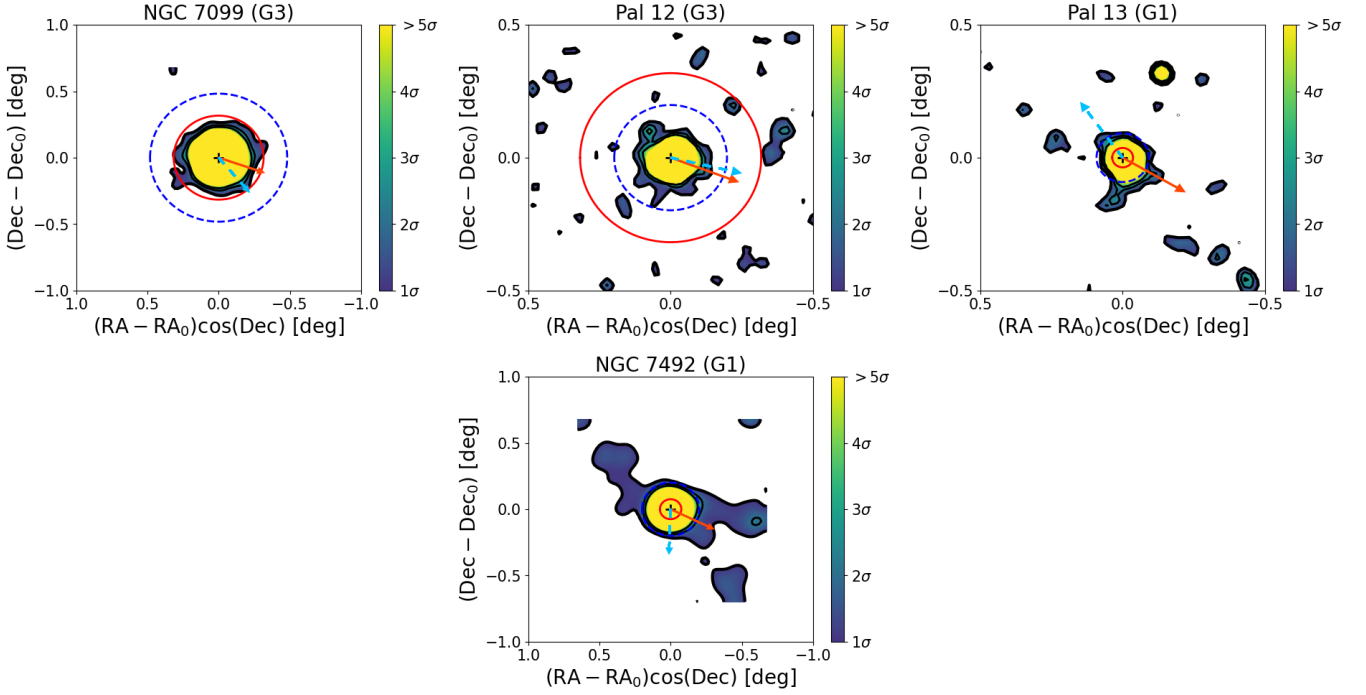 NGC 7099 (G3)
(Dec − Dec₀) [deg]
1.0
0.5
0.0
−0.5
−1.0
1.0 0.5 0.0 −0.5 −1.0
(RA − RA₀)cos(Dec) [deg]
> 5σ
4σ
3σ
2σ
1σ
Pal 12 (G3)
(Dec − Dec₀) [deg]
0.5
0.0
−0.5
0.5 0.0 −0.5
(RA − RA₀)cos(Dec) [deg]
> 5σ
4σ
3σ
2σ
1σ
Pal 13 (G1)
(Dec − Dec₀) [deg]
0.5
0.0
−0.5
0.5 0.0 −0.5
(RA − RA₀)cos(Dec) [deg]
> 5σ
4σ
3σ
2σ
1σ
NGC 7492 (G1)
(Dec − Dec₀) [deg]
1.0
0.5
0.0
−0.5
−1.0
1.0 0.5 0.0 −0.5 −1.0
(RA − RA₀)cos(Dec) [deg]
> 5σ
4σ
3σ
2σ
1σ